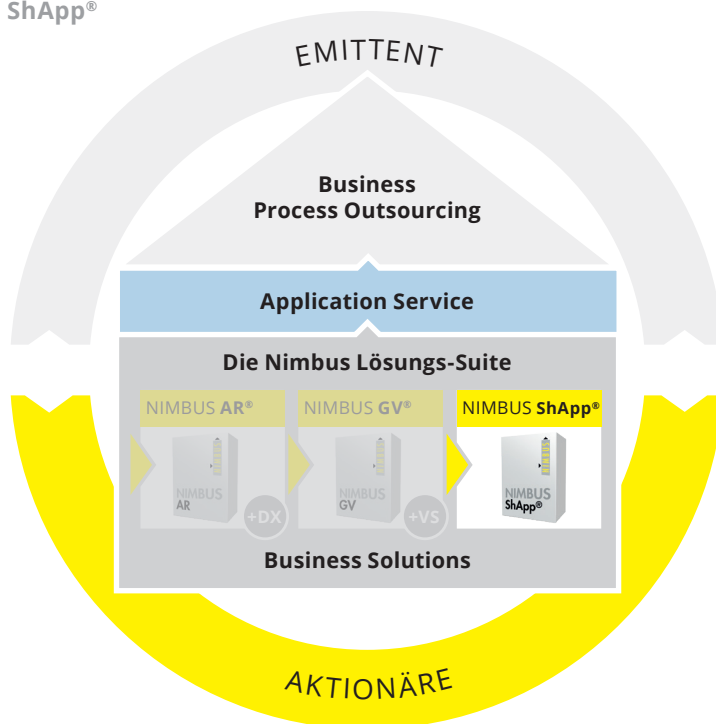 ShApp®
EMITTENT
Business
Process Outsourcing
Application Service
Die Nimbus Lösungs-Suite
NIMBUS AR®
NIMBUS GV®
NIMBUS ShApp®
NIMBUS
AR
+DX
NIMBUS
GV
+VS
NIMBUS
ShApp®
Business Solutions
AKTIONÄRE